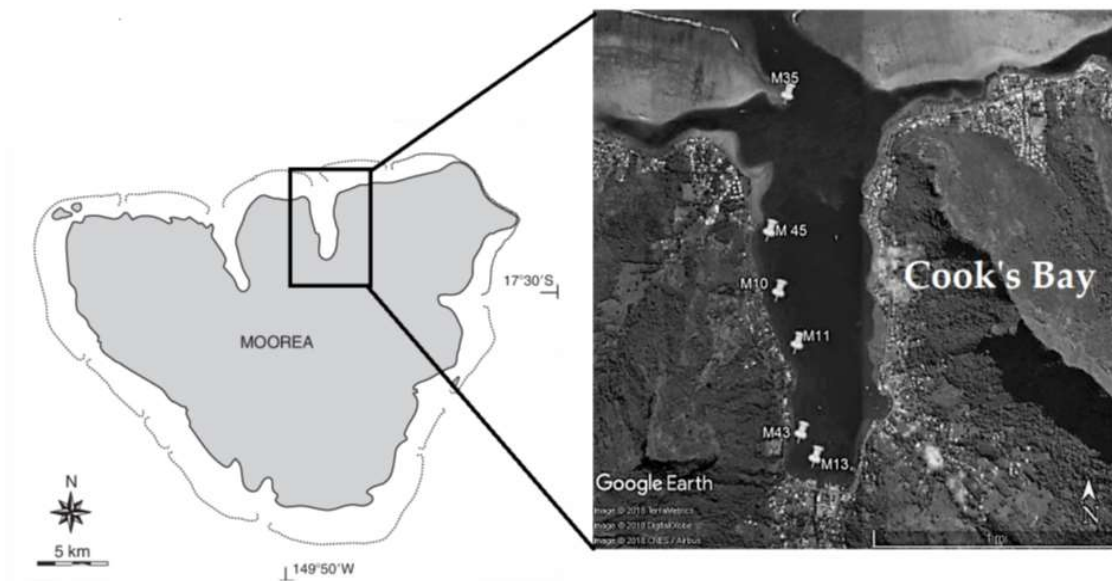 MOOREA
17°30′S
N
5 km
149°50′W
M35
M 45
M10
M11
M43
M13
Cook's Bay
Google Earth
Image © 2018 TerraMetrics
Image © 2018 DigitalGlobe
Image © 2018 CNES / Airbus
1 mi
N